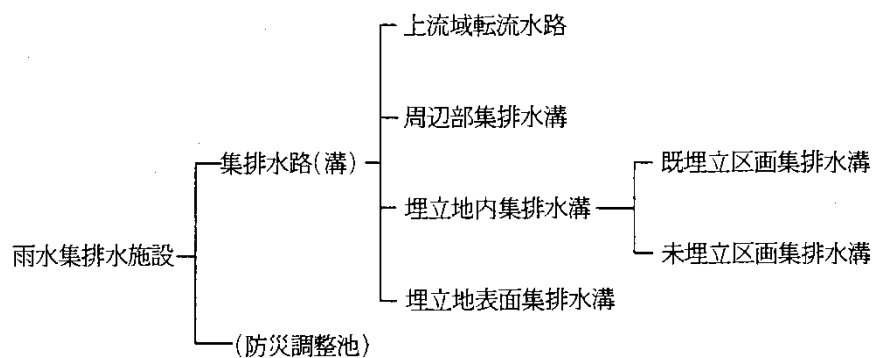 上流域転流水路
周辺部集排水溝
集排水路(溝)
既埋立区画集排水溝
埋立地内集排水溝
雨水集排水施設
未埋立区画集排水溝
埋立地表面集排水溝
(防災調整池)